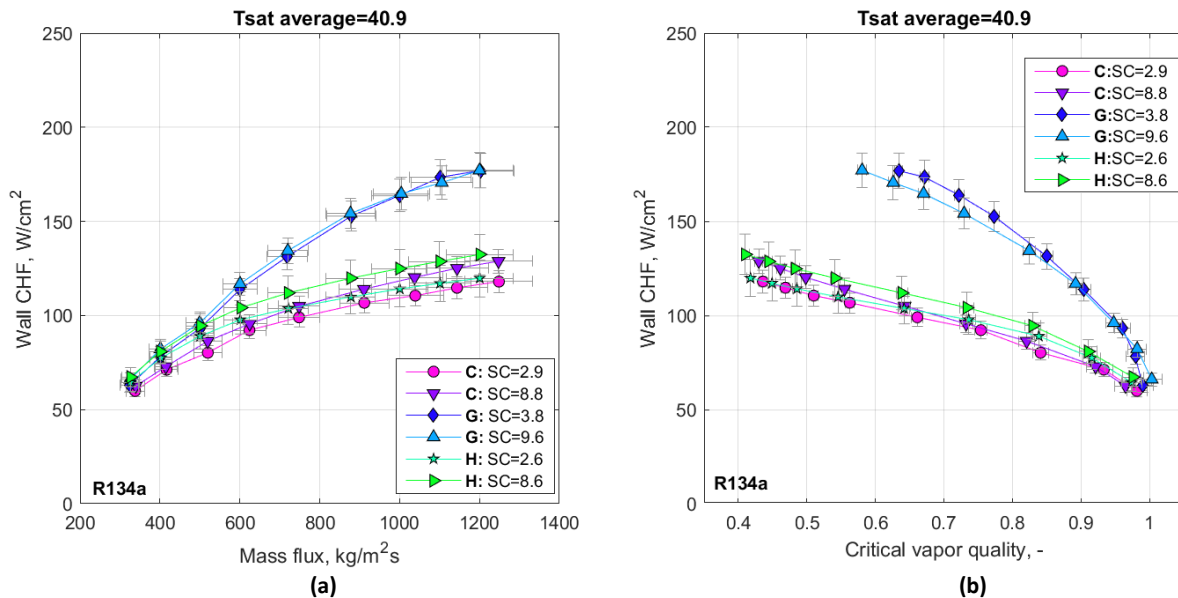 Tsat average=40.9
250
200
150
100
50
0
Wall CHF, W/cm²
200 400 600 800 1000 1200 1400
Mass flux, kg/m²s
R134a
C: SC=2.9
C: SC=8.8
G: SC=3.8
G: SC=9.6
H: SC=2.6
H: SC=8.6
(a)
Tsat average=40.9
250
200
150
100
50
0
Wall CHF, W/cm²
0.4 0.5 0.6 0.7 0.8 0.9 1
Critical vapor quality, -
R134a
C:SC=2.9
C:SC=8.8
G:SC=3.8
G:SC=9.6
H:SC=2.6
H:SC=8.6
(b)